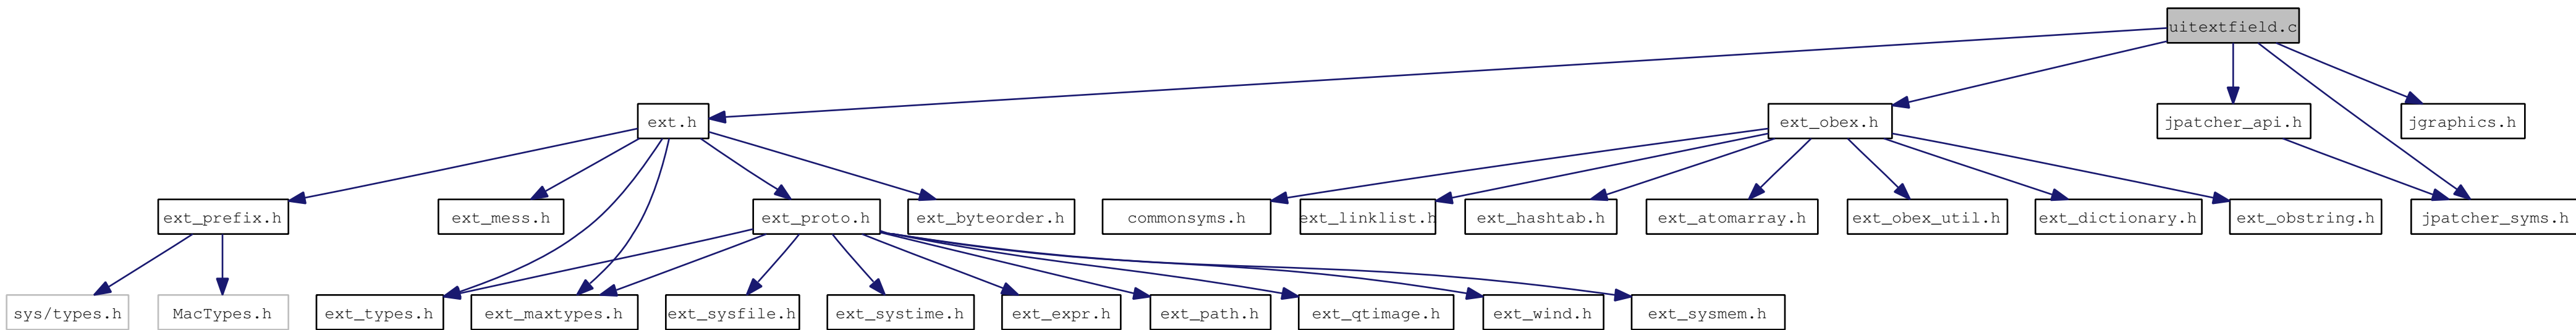 uitextfield.c
ext.h
ext_obex.h
jpatcher_api.h
jgraphics.h
ext_prefix.h
ext_mess.h
ext_proto.h
ext_byteorder.h
commonsyms.h
ext_linklist.h
ext_hashtab.h
ext_atomarray.h
ext_obex_util.h
ext_dictionary.h
ext_obstring.h
jpatcher_syms.h
sys/types.h
MacTypes.h
ext_types.h
ext_maxtypes.h
ext_sysfile.h
ext_systime.h
ext_expr.h
ext_path.h
ext_qtimage.h
ext_wind.h
ext_sysmem.h